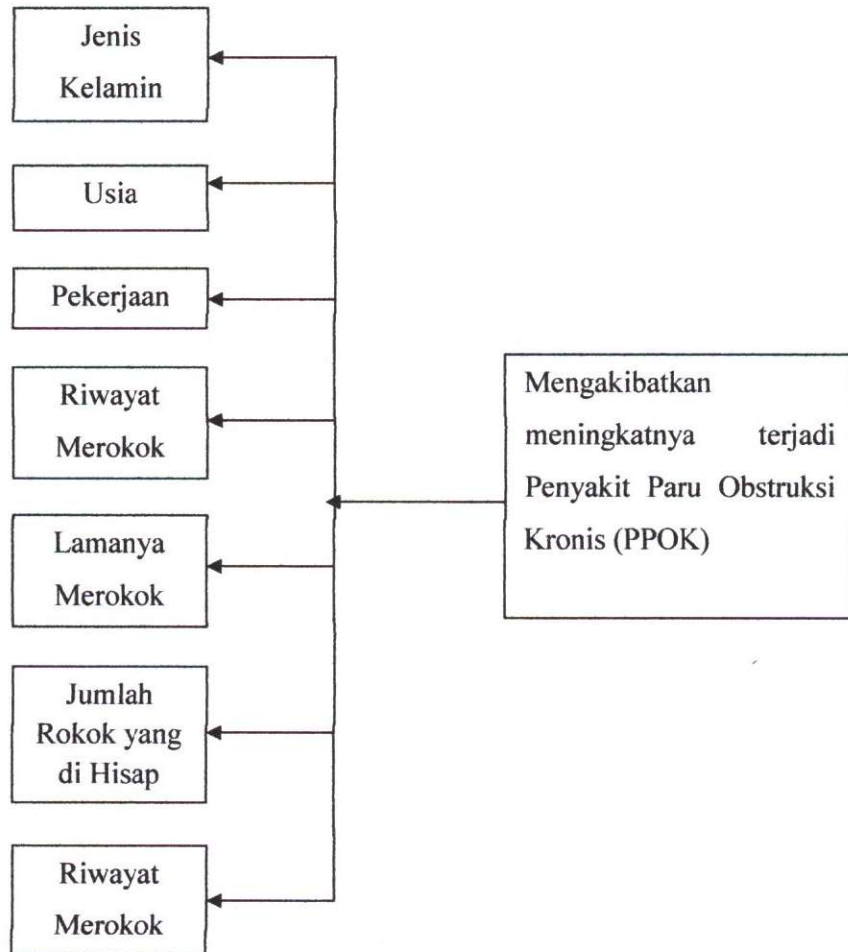 Jenis
Kelamin
Usia
Pekerjaan
Riwayat
Merokok
Lamanya
Merokok
Jumlah
Rokok yang
di Hisap
Riwayat
Merokok
Mengakibatkan
meningkatnya terjadi
Penyakit Paru Obstruksi
Kronis (PPOK)